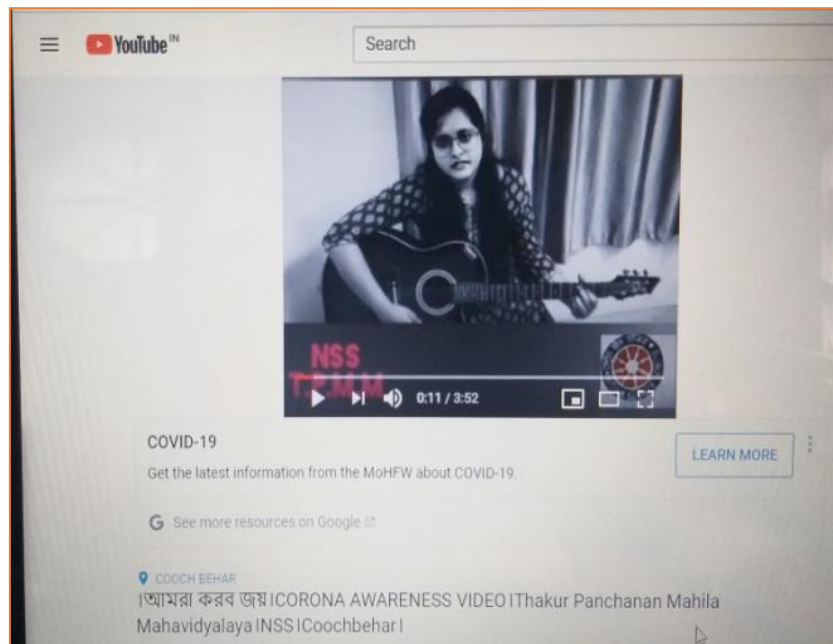 YouTube IN
Search
NSS
T.P.M.M
0:11 / 3:52
COVID-19
LEARN MORE
Get the latest information from the MoHFW about COVID-19.
G See more resources on Google
COOCH BEHAR
।আমরা করব জয়।CORONA AWARENESS VIDEO।Thakur Panchanan Mahila
Mahavidyalaya।NSS।Coochbehar।